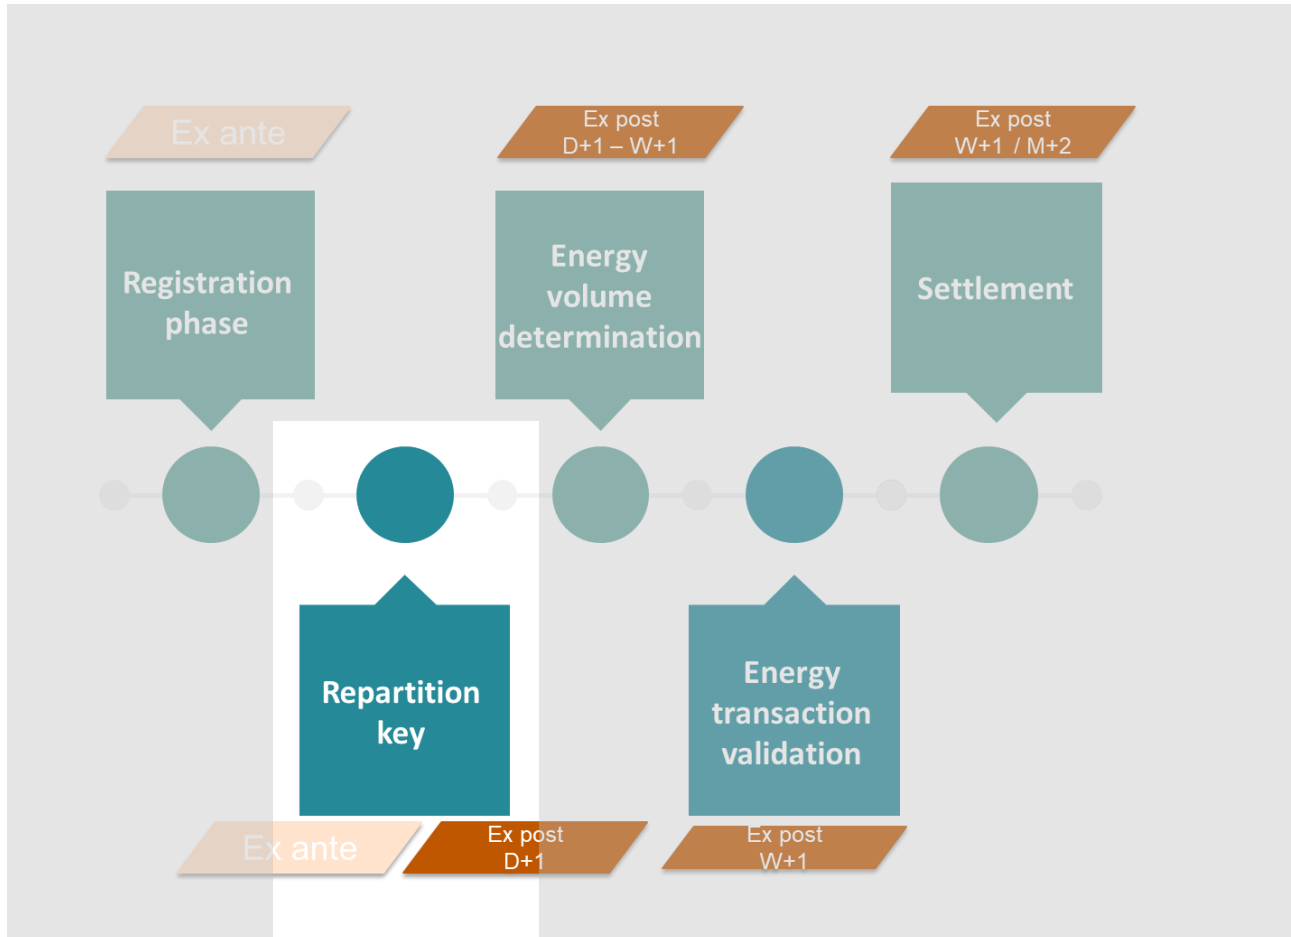 Ex ante
Ex post
D+1 – W+1
Ex post
W+1 / M+2
Registration
phase
Energy
volume
determination
Settlement
Repartition
key
Energy
transaction
validation
Ex ante
Ex post
D+1
Ex post
W+1